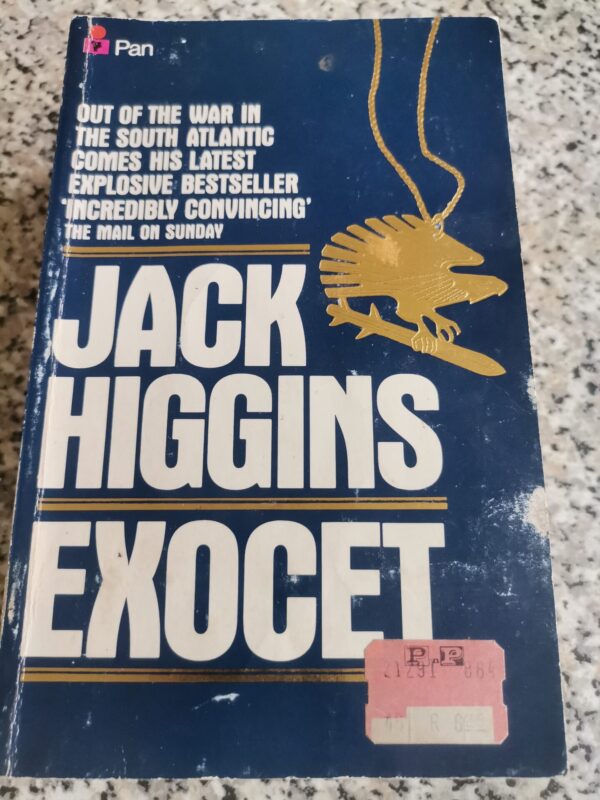 Pan
OUT OF THE WAR IN
THE SOUTH ATLANTIC
COMES HIS LATEST
EXPLOSIVE BESTSELLER
'INCREDIBLY CONVINCING'
THE MAIL ON SUNDAY
JACK
HIGGINS
EXOCET
P.P
R